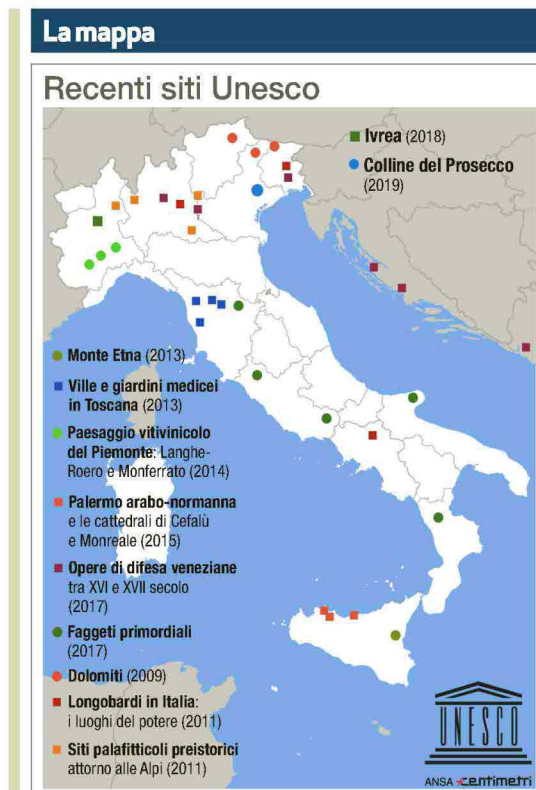 La mappa
Recenti siti Unesco
Ivrea (2018)
Colline del Prosecco
(2019)
Monte Etna (2013)
Ville e giardini medicei
in Toscana (2013)
Paesaggio vitivinicolo
del Piemonte: Langhe-
Roero e Monferrato (2014)
Palermo arabo-normanna
e le cattedrali di Cefalù
e Monreale (2015)
Opere di difesa veneziane
tra XVI e XVII secolo
(2017)
Faggeti primordiali
(2017)
Dolomiti (2009)
Longobardi in Italia:
i luoghi del potere (2011)
Siti palafitticoli preistorici
attorno alle Alpi (2011)
UNESCO
ANSA centimetri